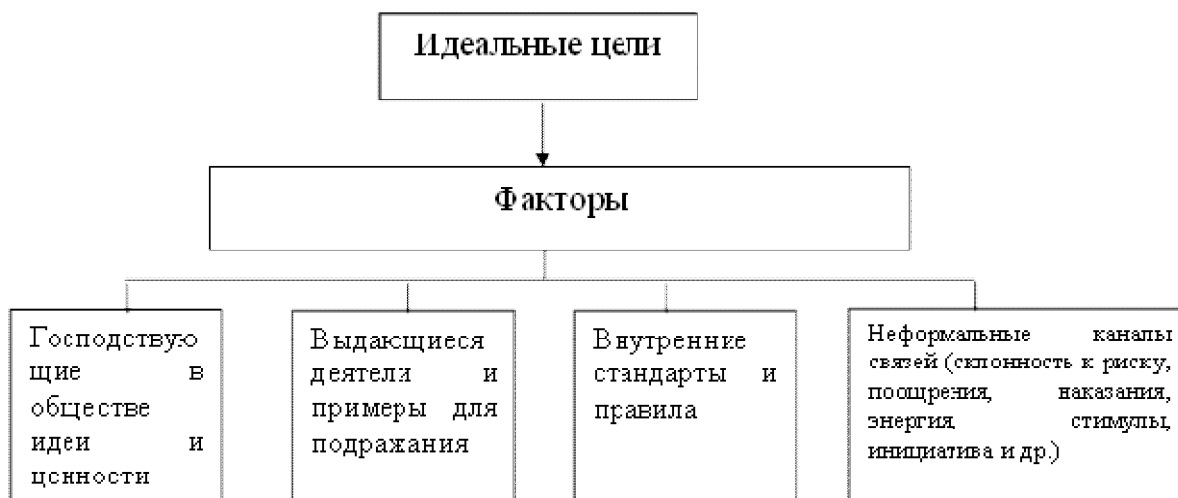 Идеальные цели
Факторы
Господствую
щие в
обществе
идеи и
ценности
Выдающиеся
деятели и
примеры для
подражания
Внутренние
стандарты и
правила
Неформальные каналы
связей (склонность к риску,
поощрения, наказания,
энергия, стимулы,
инициатива и др.)